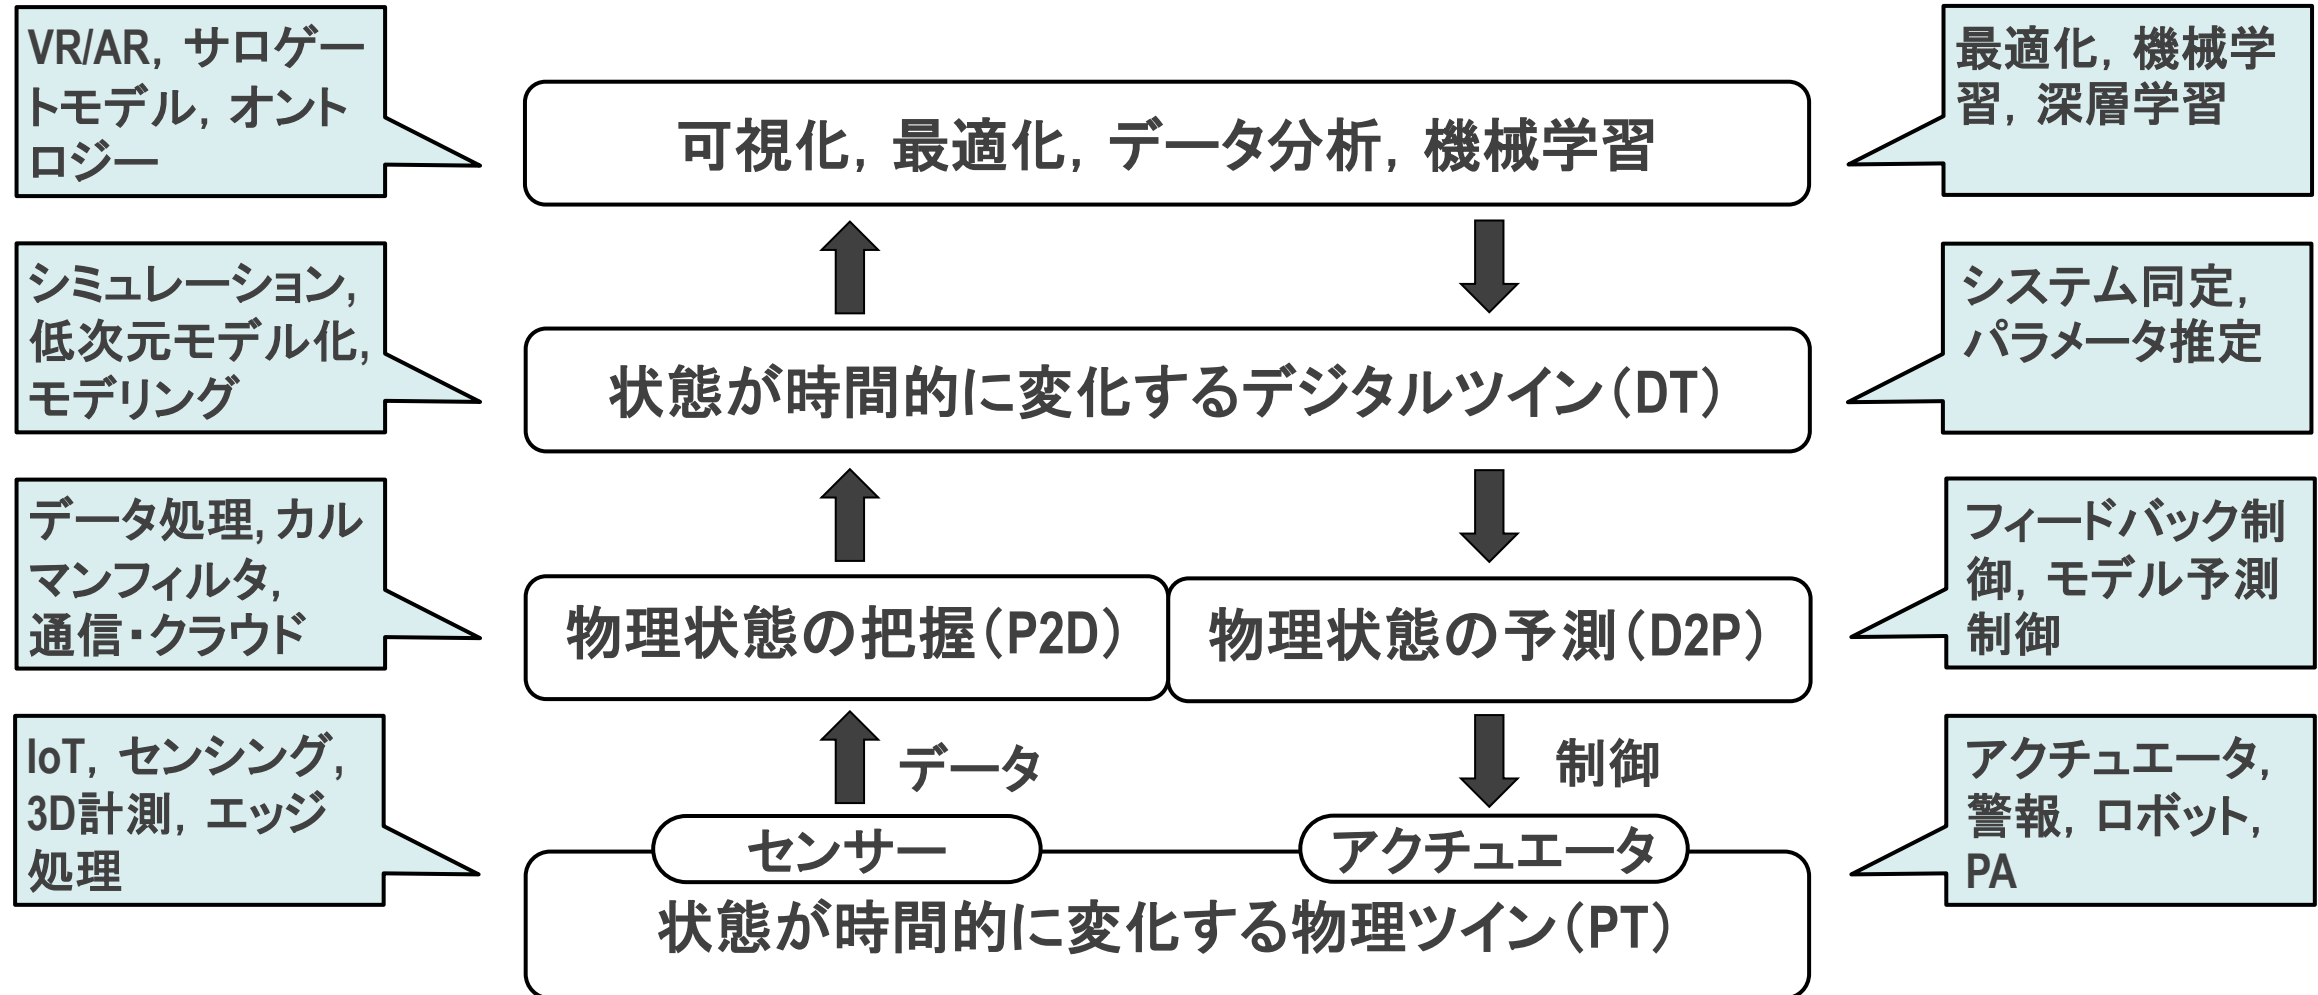 VR/AR, サロゲー
トモデル, オント
ロジー
可視化, 最適化, データ分析, 機械学習
最適化, 機械学
習, 深層学習
シミュレーション,
低次元モデル化,
モデリング
状態が時間的に変化するデジタルツイン(DT)
システム同定,
パラメータ推定
データ処理, カル
マンフィルタ,
通信・クラウド
物理状態の把握(P2D)
物理状態の予測(D2P)
フィードバック制
御, モデル予測
制御
IoT, センシング,
3D計測, エッジ
処理
データ
制御
センサー
アクチュエータ
状態が時間的に変化する物理ツイン(PT)
アクチュエータ,
警報, ロボット,
PA